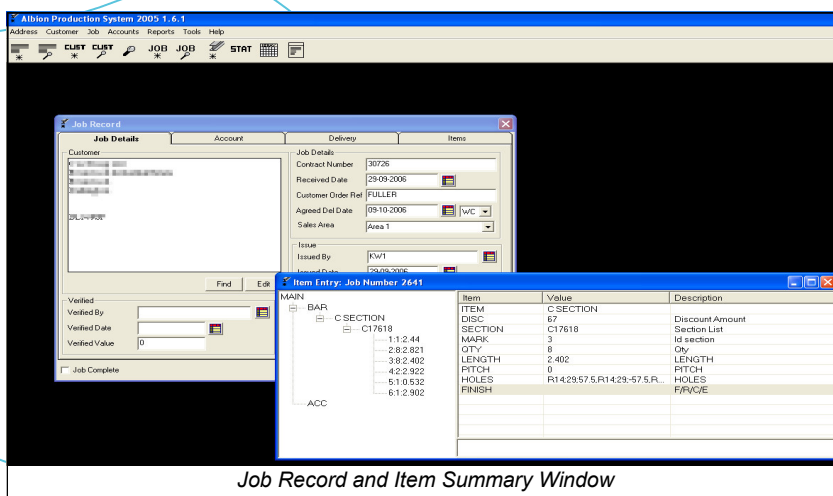 Albion Production System 2005 1.6.1
Address Customer Job Accounts Reports Tools Help
CUST CUST JOB JOB STAT
Job Record
Job Details Account Delivery Items
Customer
Job Details
Contract Number 30726
Received Date 29-09-2006
Customer Order Ref FULLER
Agreed Del Date 09-10-2006 WC
Sales Area Area 1
Issue
Issued By KW1
Issued Date 29-09-2006
Find Edit
Verified
Verified By
Verified Date
Verified Value 0
Job Complete
Item Entry: Job Number 2641
MAIN
BAR
C SECTION
C17618
1:1:2.44
2:8:2.821
3:8:2.402
4:2:2.922
5:1:0.532
6:1:2.902
ACC
Item Value Description
ITEM C SECTION
DISC 67 Discount Amount
SECTION C17618 Section List
MARK 3 Id section
QTY 8 Qty
LENGTH 2.402 LENGTH
PITCH 0 PITCH
HOLES R14;29;57.5,R14;29;-57.5,R... HOLES
FINISH F/R/C/E
Job Record and Item Summary Window